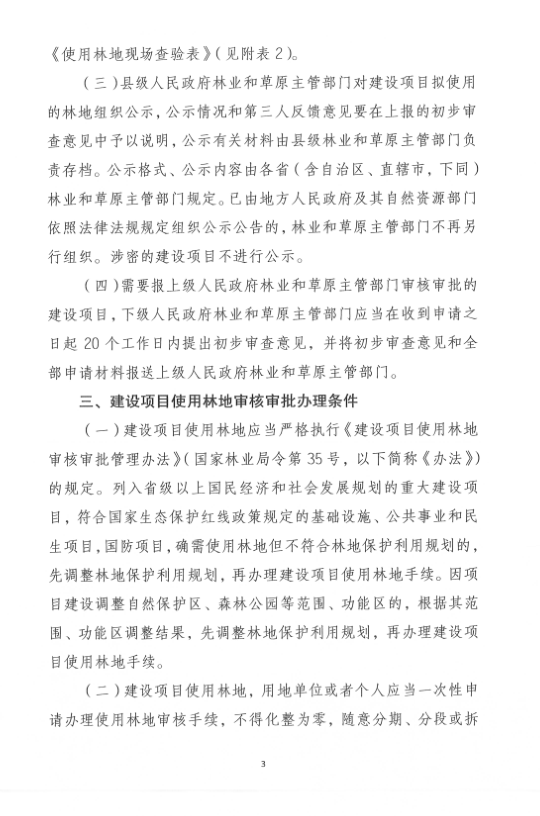 《使用林地现场查验表》（见附表2）。
（三）县级人民政府林业和草原主管部门对建设项目拟使用
的林地组织公示，公示情况和第三人反馈意见要在上报的初步审
查意见中予以说明，公示有关材料由县级林业和草原主管部门负
责存档。公示格式、公示内容由各省（含自治区、直辖市，下同）
林业和草原主管部门规定。已由地方人民政府及其自然资源部门
依照法律法规规定组织公示公告的，林业和草原主管部门不再另
行组织。涉密的建设项目不进行公示。
（四）需要报上级人民政府林业和草原主管部门审核审批的
建设项目，下级人民政府林业和草原主管部门应当在收到申请之
日起20个工作日内提出初步审查意见，并将初步审查意见和全
部申请材料报送上级人民政府林业和草原主管部门。
三、建设项目使用林地审核审批办理条件
（一）建设项目使用林地应当严格执行《建设项目使用林地
审核审批管理办法》（国家林业局令第35号，以下简称《办法》）
的规定。列入省级以上国民经济和社会发展规划的重大建设项
目，符合国家生态保护红线政策规定的基础设施、公共事业和民
生项目，国防项目，确需使用林地但不符合林地保护利用规划的，
先调整林地保护利用规划，再办理建设项目使用林地手续。因项
目建设调整自然保护区、森林公园等范围、功能区的，根据其范
围、功能区调整结果，先调整林地保护利用规划，再办理建设项
目使用林地手续。
（二）建设项目使用林地，用地单位或者个人应当一次性申
请办理使用林地审核手续，不得化整为零，随意分期、分段或拆
3